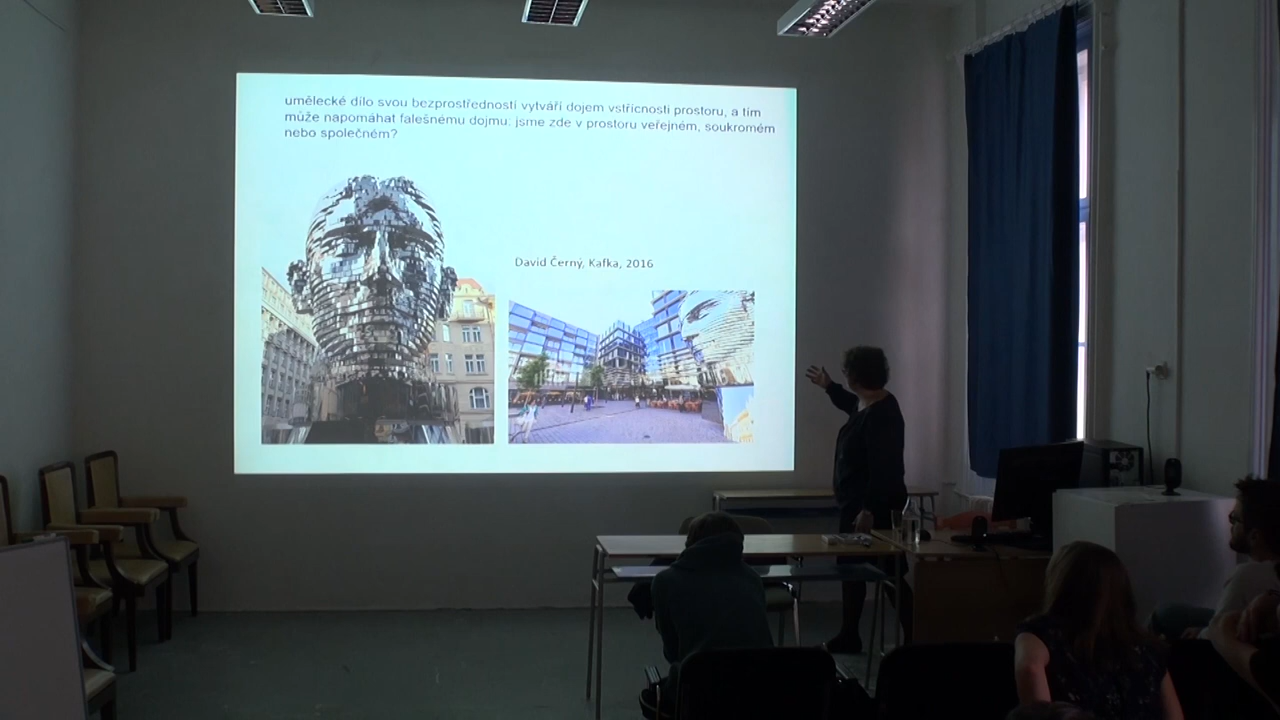 umělecké dílo svou bezprostředností vytváří dojem vstřícnosti prostoru, a tím
může napomáhat falešnému dojmu: jsme zde v prostoru veřejném, soukromém
nebo společném?
David Černý, Kafka, 2016